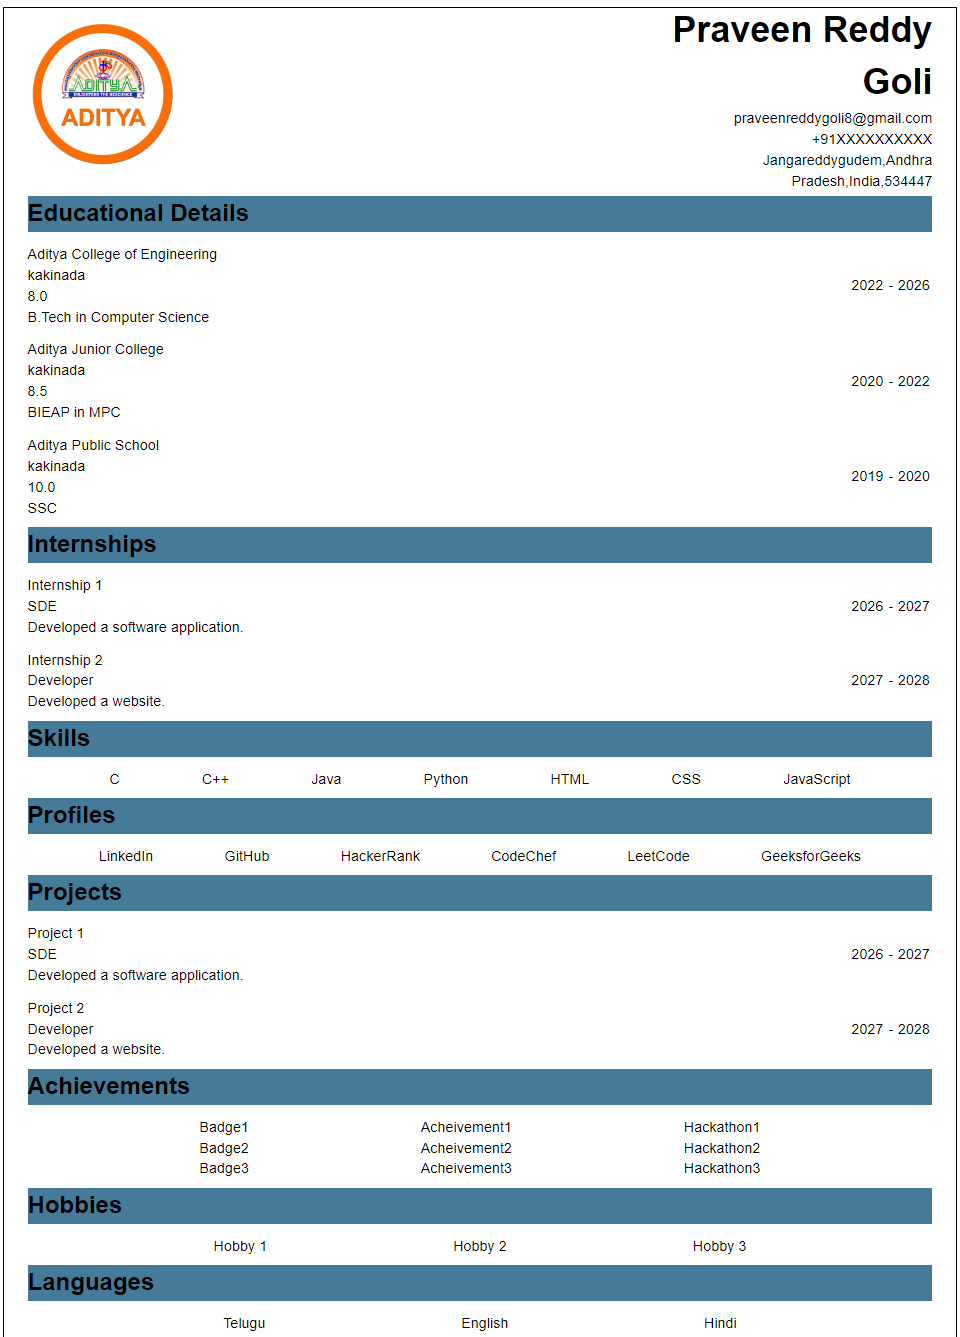 Praveen Reddy
Goli
praveenreddygoli8@gmail.com
+91XXXXXXXXXX
Jangareddygudem,Andhra
Pradesh,India,534447
ADITYA
ADITYA
Educational Details
Aditya College of Engineering
kakinada
8.0
B.Tech in Computer Science
2022 - 2026
Aditya Junior College
kakinada
8.5
BIEAP in MPC
2020 - 2022
Aditya Public School
kakinada
10.0
SSC
2019 - 2020
Internships
Internship 1
SDE
Developed a software application.
2026 - 2027
Internship 2
Developer
Developed a website.
2027 - 2028
Skills
C C++ Java Python HTML CSS JavaScript
Profiles
LinkedIn GitHub HackerRank CodeChef LeetCode GeeksforGeeks
Projects
Project 1
SDE
Developed a software application.
2026 - 2027
Project 2
Developer
Developed a website.
2027 - 2028
Achievements
Badge1 Acheivement1 Hackathon1
Badge2 Acheivement2 Hackathon2
Badge3 Acheivement3 Hackathon3
Hobbies
Hobby 1 Hobby 2 Hobby 3
Languages
Telugu English Hindi